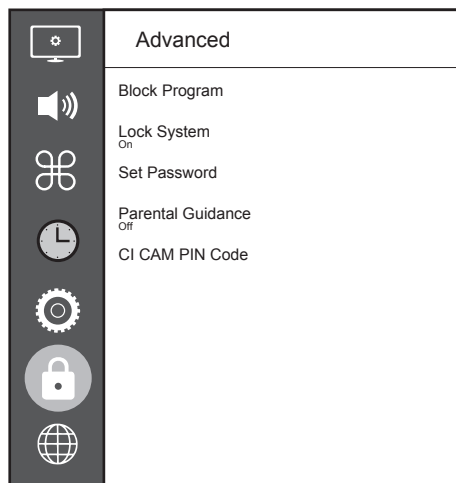 Advanced
Block Program
Lock System
On
Set Password
Parental Guidance
Off
CI CAM PIN Code